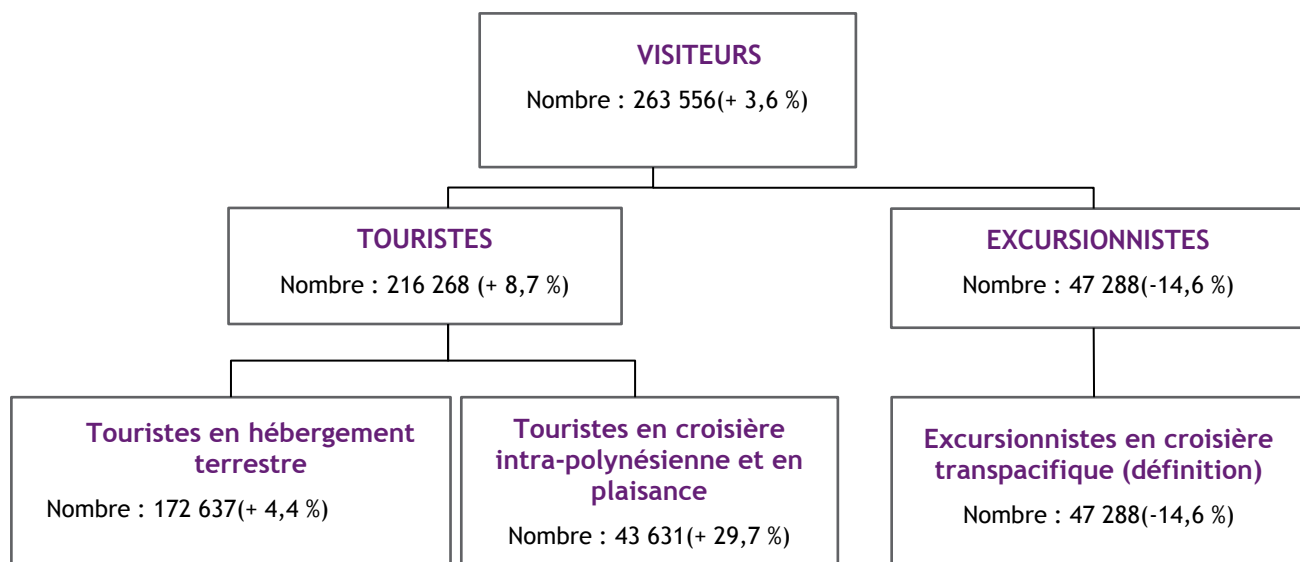 VISITEURS
Nombre : 263 556(+ 3,6 %)
TOURISTES
Nombre : 216 268 (+ 8,7 %)
EXCURSIONNISTES
Nombre : 47 288(-14,6 %)
Touristes en hébergement
terrestre
Nombre : 172 637(+ 4,4 %)
Touristes en croisière
intra-polynésienne et en
plaisance
Nombre : 43 631(+ 29,7 %)
Excursionnistes en croisière
transpacifique (définition)
Nombre : 47 288(-14,6 %)